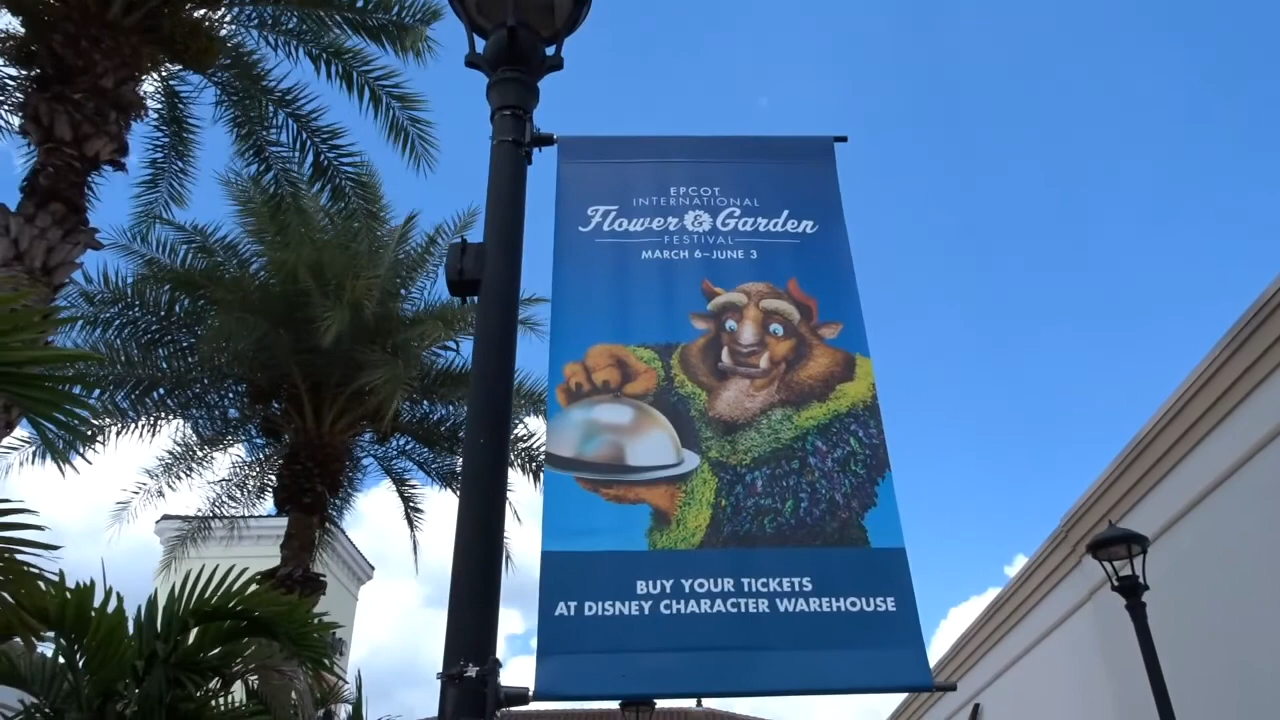 EPCOT
INTERNATIONAL
Flower & Garden
FESTIVAL
MARCH 6–JUNE 3
BUY YOUR TICKETS
AT DISNEY CHARACTER WAREHOUSE